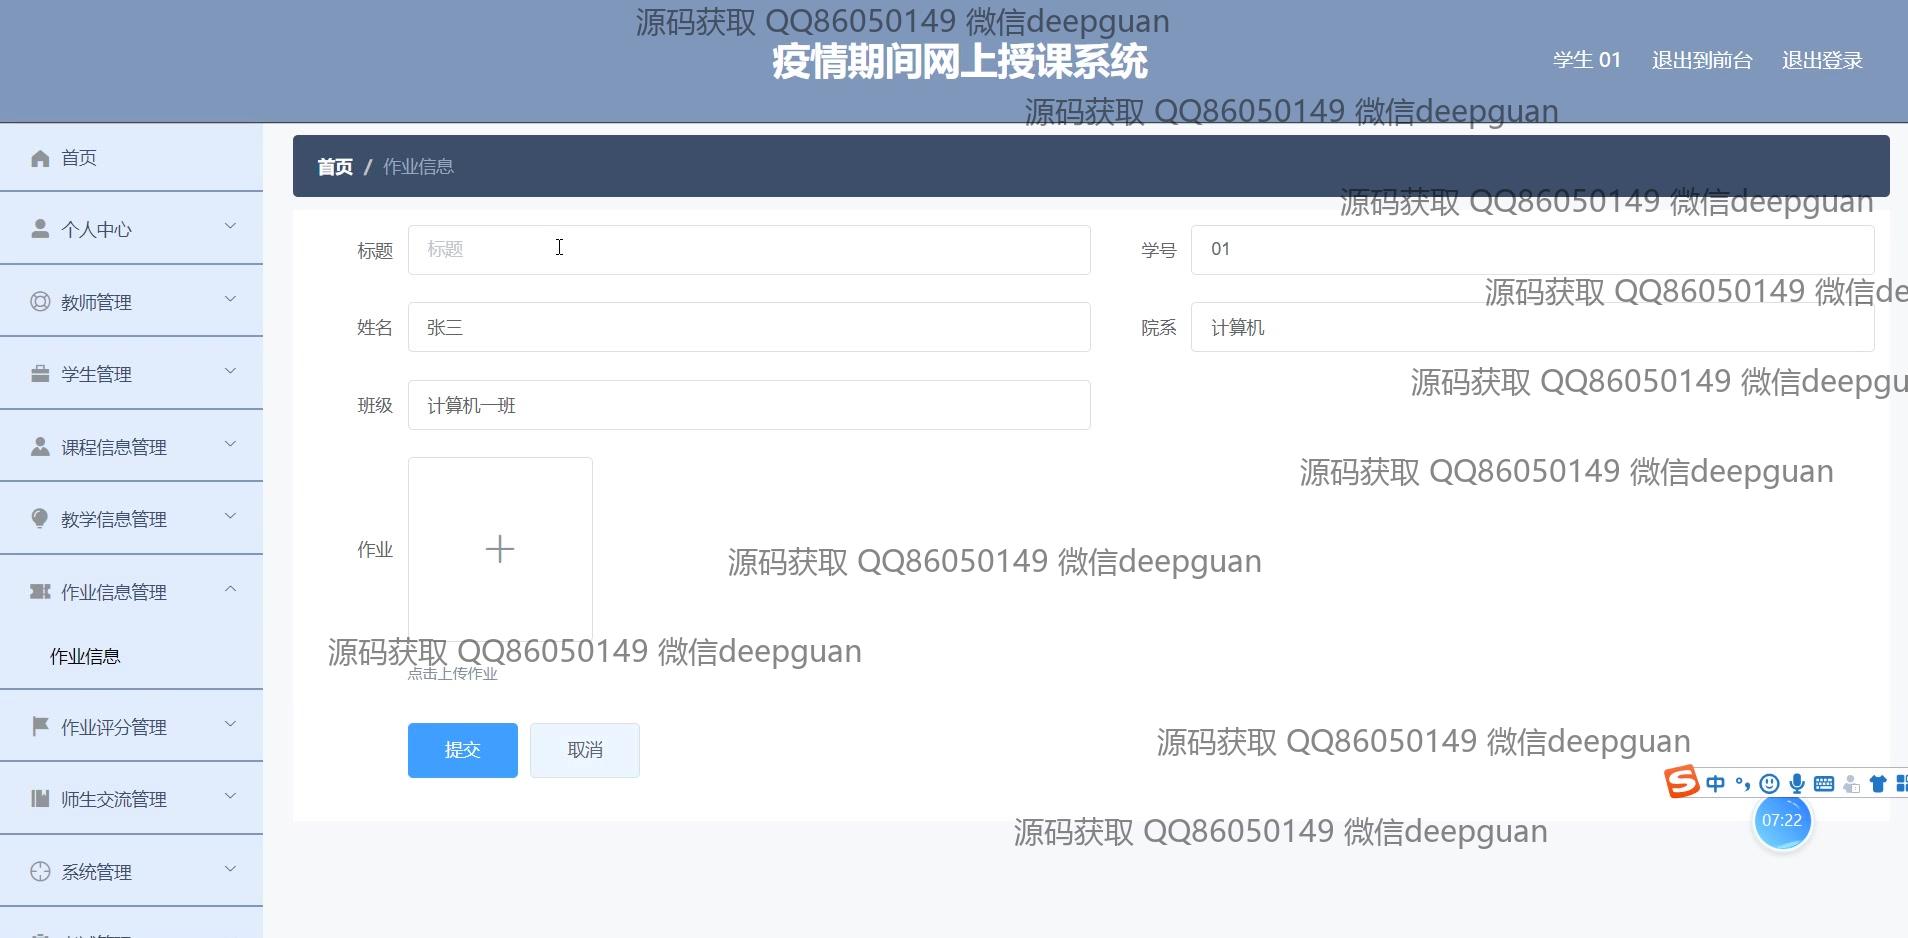 源码获取 QQ86050149 微信deepguan
疫情期间网上授课系统
学生 01 退出到前台 退出登录
源码获取 QQ86050149 微信deepguan
首页
首页 / 作业信息
源码获取 QQ86050149 微信deepguan
个人中心
标题 标题
学号 01
源码获取 QQ86050149 微信de
教师管理
姓名 张三
院系 计算机
学生管理
源码获取 QQ86050149 微信deepgu
班级 计算机一班
课程信息管理
源码获取 QQ86050149 微信deepguan
教学信息管理
作业
源码获取 QQ86050149 微信deepguan
作业信息管理
作业信息
源码获取 QQ86050149 微信deepguan
点击上传作业
作业评分管理
提交 取消
源码获取 QQ86050149 微信deepguan
中
师生交流管理
07:22
源码获取 QQ86050149 微信deepguan
系统管理